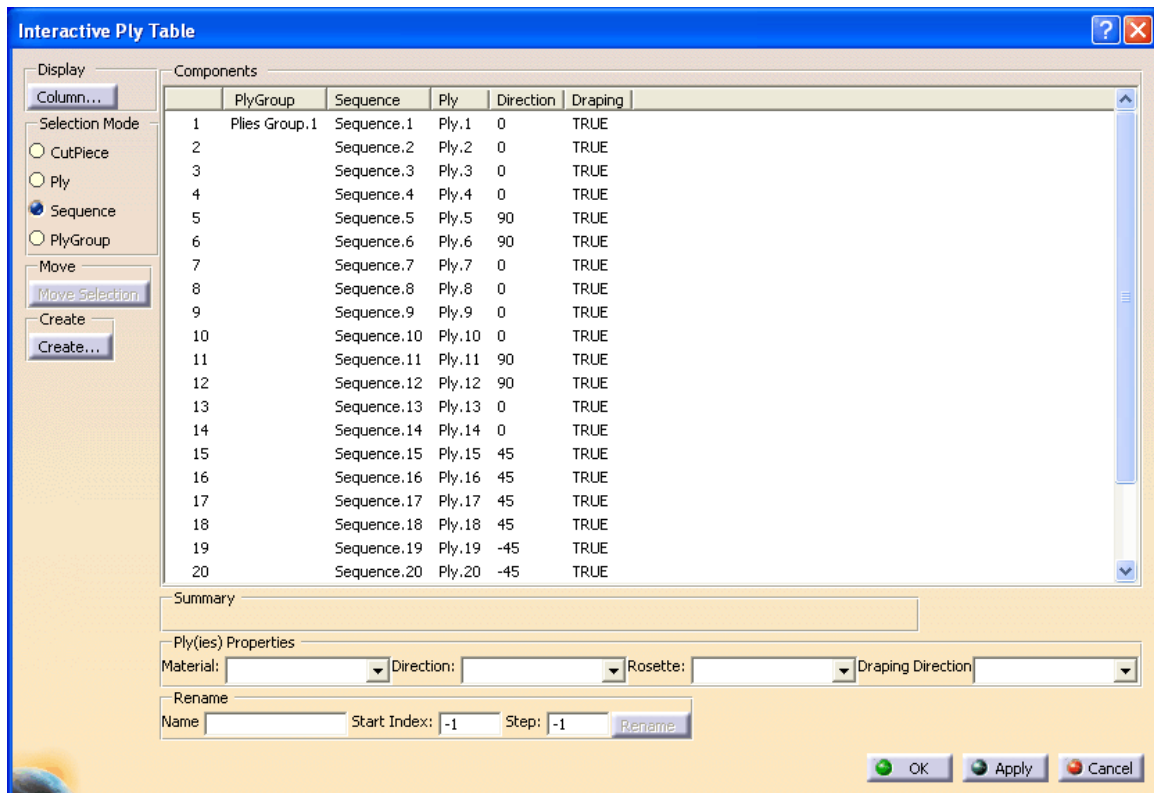 Interactive Ply Table
Display
Column...
Selection Mode
CutPiece
Ply
Sequence
PlyGroup
Move
Move Selection
Create
Create...
Components
PlyGroup Sequence Ply Direction Draping
1 Plies Group.1 Sequence.1 Ply.1 0 TRUE
2 Sequence.2 Ply.2 0 TRUE
3 Sequence.3 Ply.3 0 TRUE
4 Sequence.4 Ply.4 0 TRUE
5 Sequence.5 Ply.5 90 TRUE
6 Sequence.6 Ply.6 90 TRUE
7 Sequence.7 Ply.7 0 TRUE
8 Sequence.8 Ply.8 0 TRUE
9 Sequence.9 Ply.9 0 TRUE
10 Sequence.10 Ply.10 0 TRUE
11 Sequence.11 Ply.11 90 TRUE
12 Sequence.12 Ply.12 90 TRUE
13 Sequence.13 Ply.13 0 TRUE
14 Sequence.14 Ply.14 0 TRUE
15 Sequence.15 Ply.15 45 TRUE
16 Sequence.16 Ply.16 45 TRUE
17 Sequence.17 Ply.17 45 TRUE
18 Sequence.18 Ply.18 45 TRUE
19 Sequence.19 Ply.19 -45 TRUE
20 Sequence.20 Ply.20 -45 TRUE
Summary
Ply(ies) Properties
Material: Direction: Rosette: Draping Direction
Rename
Name Start Index: -1 Step: -1 Rename
OK Apply Cancel